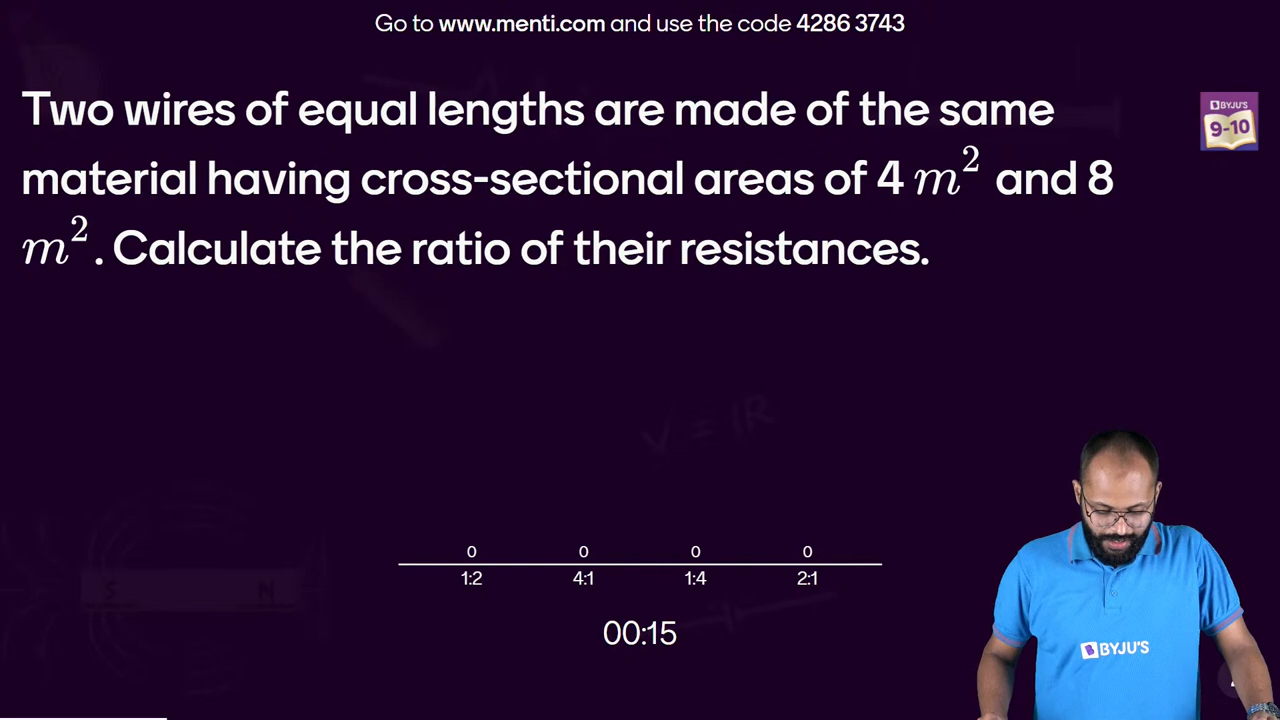 Go to www.menti.com and use the code 4286 3743
Two wires of equal lengths are made of the same
material having cross-sectional areas of 4 m² and 8
m². Calculate the ratio of their resistances.
BYJU'S
9-10
V = IR
0 0 0 0
1:2 4:1 1:4 2:1
S N
00:15
BYJU'S